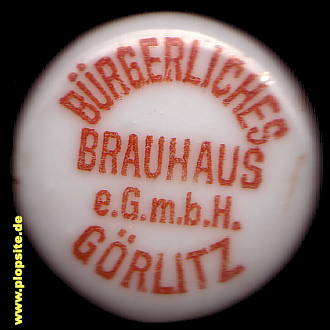 BÜRGERLICHES
BRAUHAUS
e.G.m.b.H.
GÖRLITZ
www.plopsite.de